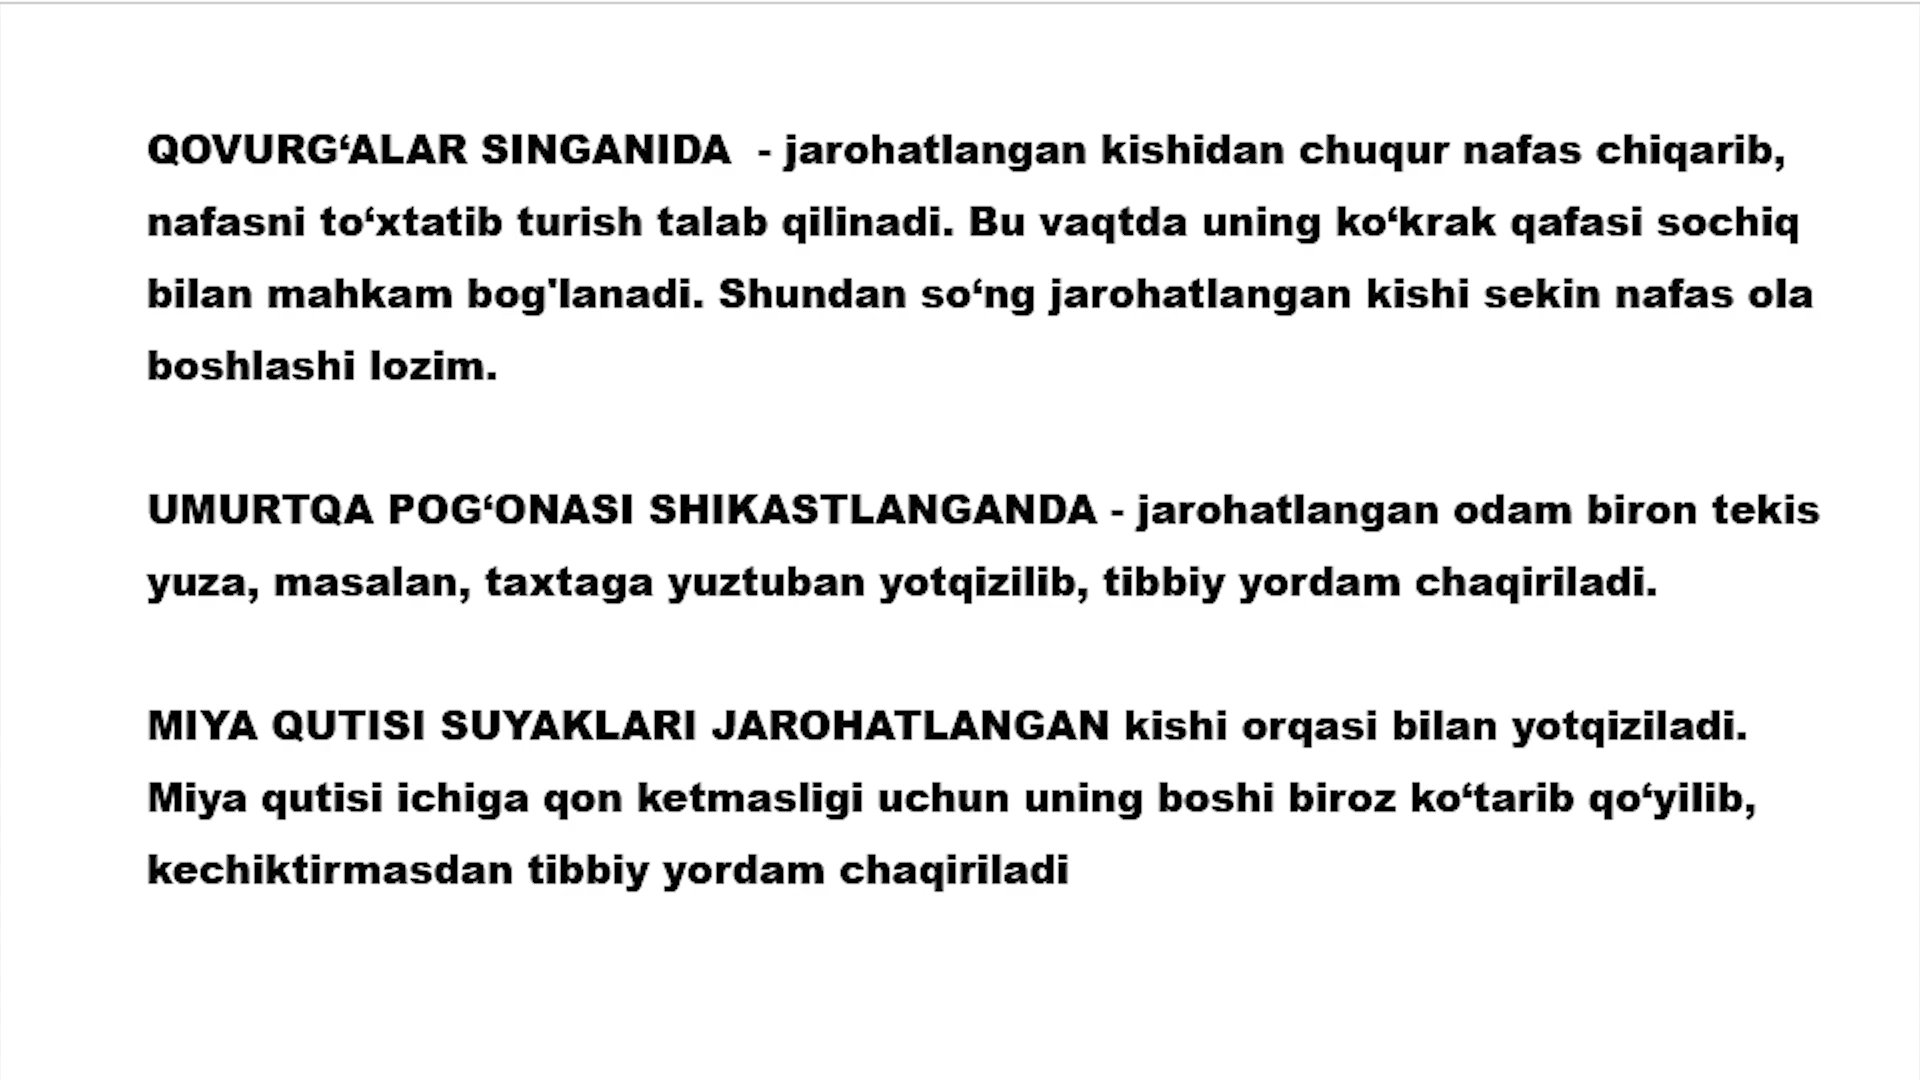 QOVURG‘ALAR SINGANIDA - jarohatlangan kishidan chuqur nafas chiqarib,
nafasni to‘xtatib turish talab qilinadi. Bu vaqtda uning ko‘krak qafasi sochiq
bilan mahkam bog'lanadi. Shundan so‘ng jarohatlangan kishi sekin nafas ola
boshlashi lozim.
UMURTQA POG‘ONASI SHIKASTLANGANDA - jarohatlangan odam biron tekis
yuza, masalan, taxtaga yuztuban yotqizilib, tibbiy yordam chaqiriladi.
MIYA QUTISI SUYAKLARI JAROHATLANGAN kishi orqasi bilan yotqiziladi.
Miya qutisi ichiga qon ketmasligi uchun uning boshi biroz ko‘tarib qo‘yilib,
kechiktirmasdan tibbiy yordam chaqiriladi